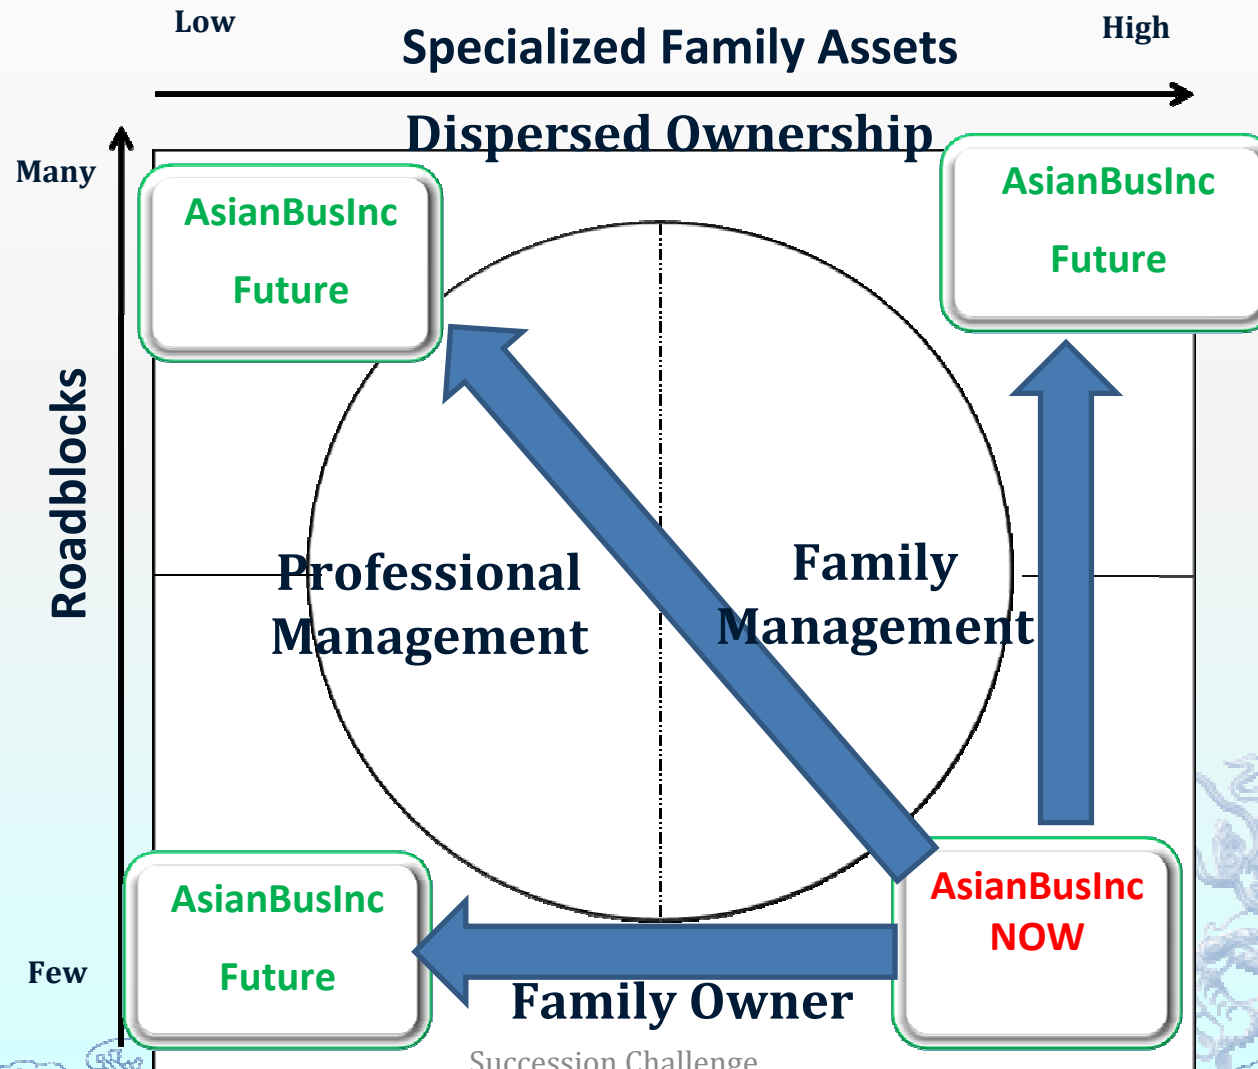 Low
High
Specialized Family Assets
Dispersed Ownership
Many
AsianBusInc
Future
AsianBusInc
Future
Roadblocks
Professional
Management
Family
Management
AsianBusInc
Future
AsianBusInc
NOW
Few
Family Owner
Succession Challenge